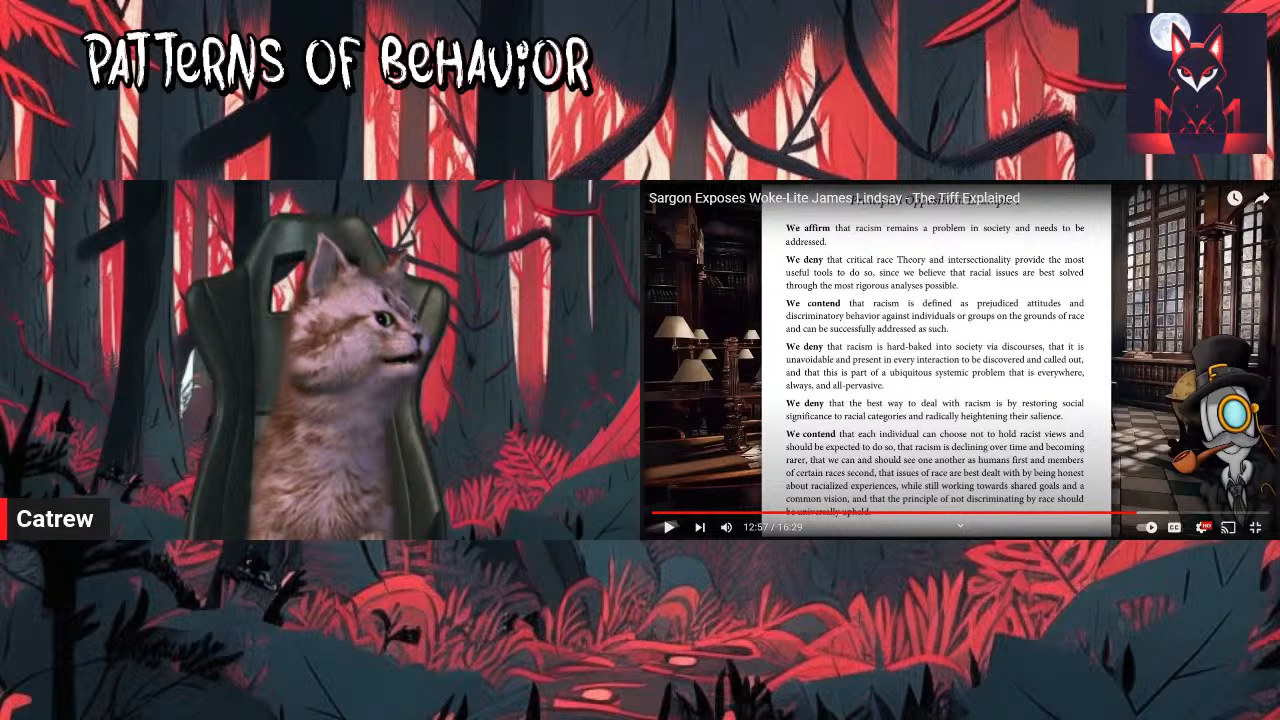 PATTERNS OF BEHAVIOR
Sargon Exposes Woke-Lite James Lindsay - The Tiff Explained
We affirm that racism remains a problem in society and needs to be
addressed.
We deny that critical race Theory and intersectionality provide the most
useful tools to do so, since we believe that racial issues are best solved
through the most rigorous analyses possible.
We contend that racism is defined as prejudiced attitudes and
discriminatory behavior against individuals or groups on the grounds of race
and can be successfully addressed as such.
We deny that racism is hard-baked into society via discourses, that it is
unavoidable and present in every interaction to be discovered and called out,
and that this is part of a ubiquitous systemic problem that is everywhere,
always, and all-pervasive.
We deny that the best way to deal with racism is by restoring social
significance to racial categories and radically heightening their salience.
We contend that each individual can choose not to hold racist views and
should be expected to do so, that racism is declining over time and becoming
rarer, that we can and should see one another as humans first and members
of certain races second, that issues of race are best dealt with by being honest
about racialized experiences, while still working towards shared goals and a
common vision, and that the principle of not discriminating by race should
be universally upheld.
12:57 / 16:29
CC
HD
Catrew